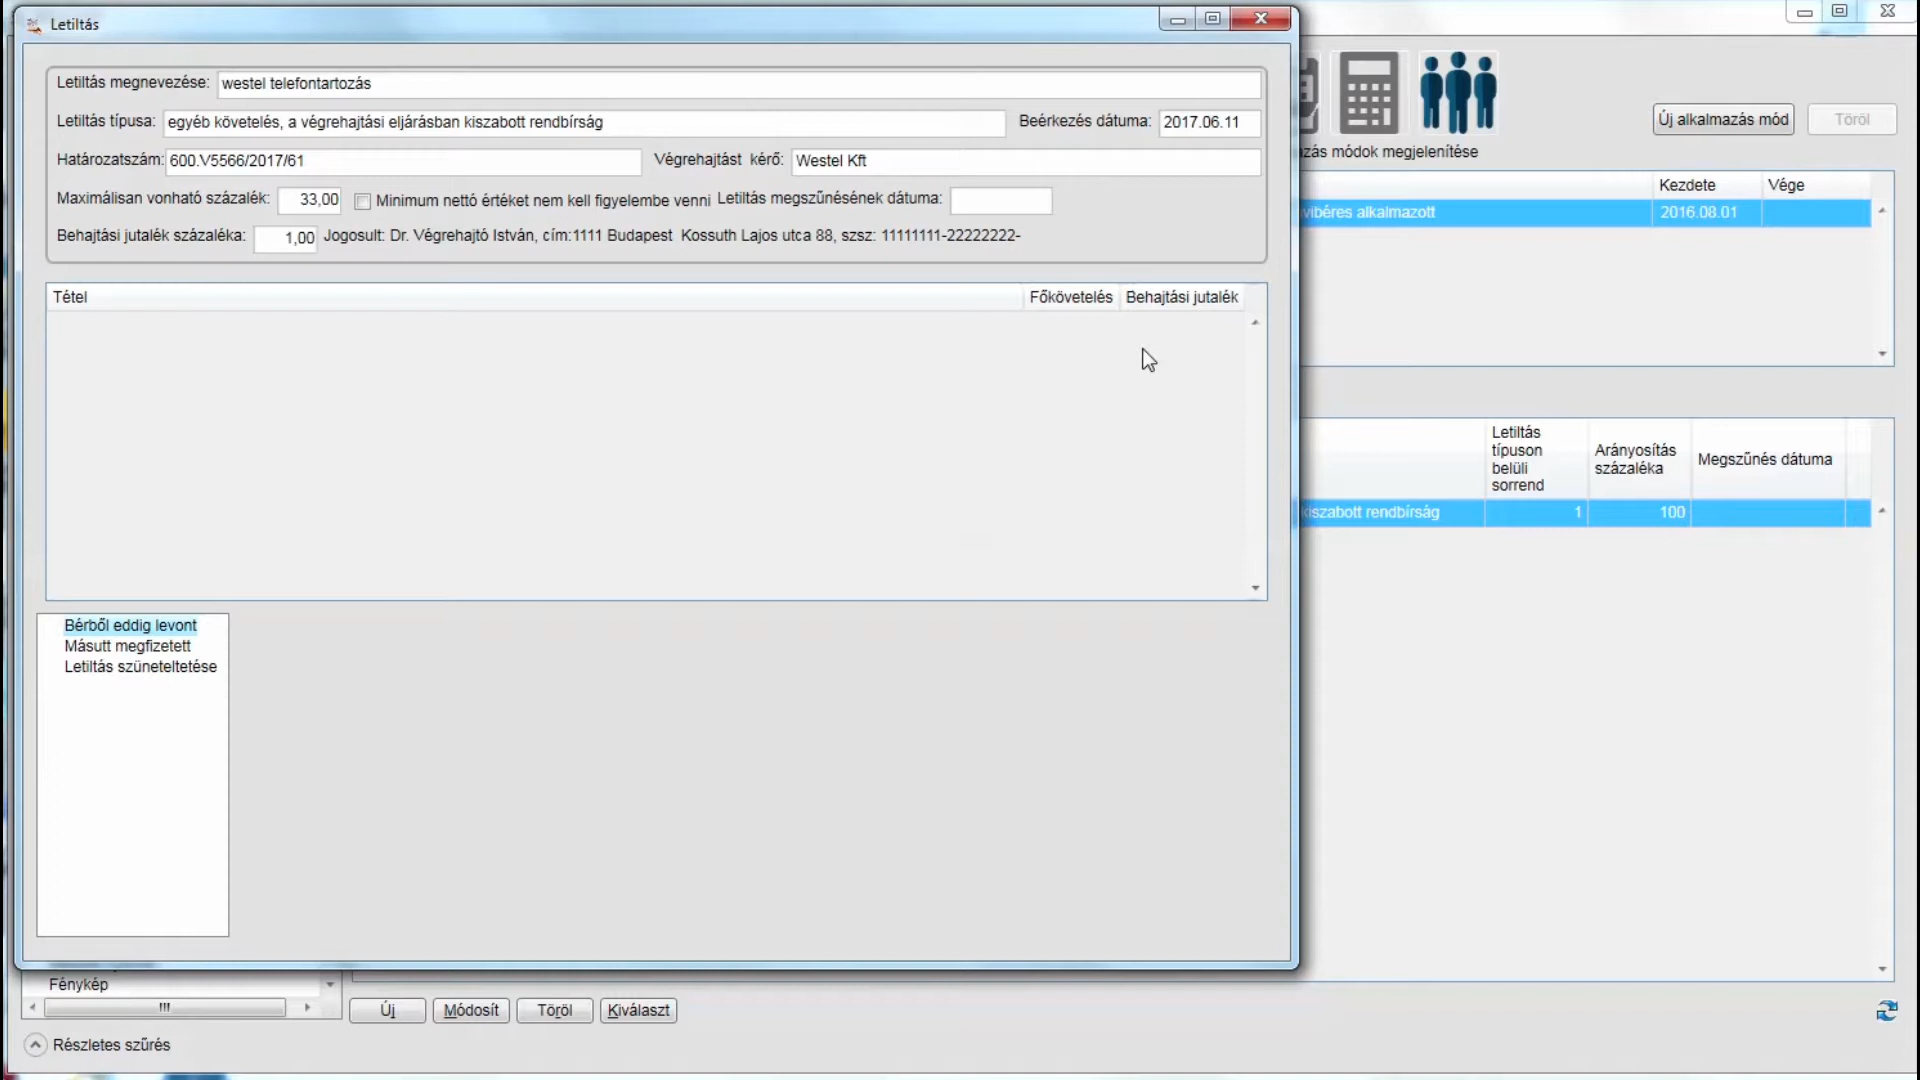 Letiltás
Letiltás megnevezése: westel telefontartozás
Letiltás típusa: egyéb követelés, a végrehajtási eljárásban kiszabott rendbírság Beérkezés dátuma: 2017.06.11
Határozatszám: 600.V5566/2017/61 Végrehajtást kérő: Westel Kft
Maximálisan vonható százalék: 33,00 Minimum nettó értéket nem kell figyelembe venni Letiltás megszűnésének dátuma:
Behajtási jutalék százaléka: 1,00 Jogosult: Dr. Végrehajtó István, cím:1111 Budapest Kossuth Lajos utca 88, szsz: 11111111-22222222-
Tétel Főkövetelés Behajtási jutalék
Bérből eddig levont
Másutt megfizetett
Letiltás szüneteltetése
Új alkalmazás mód Töröl
zás módok megjelenítése
Kezdete Vége
vibéres alkalmazott 2016.08.01
Letiltás
típuson
belüli
sorrend
Arányosítás
százaléka
Megszűnés dátuma
kiszabott rendbírság 1 100
Fénykép
Új Módosít Töröl Kiválaszt
Részletes szűrés